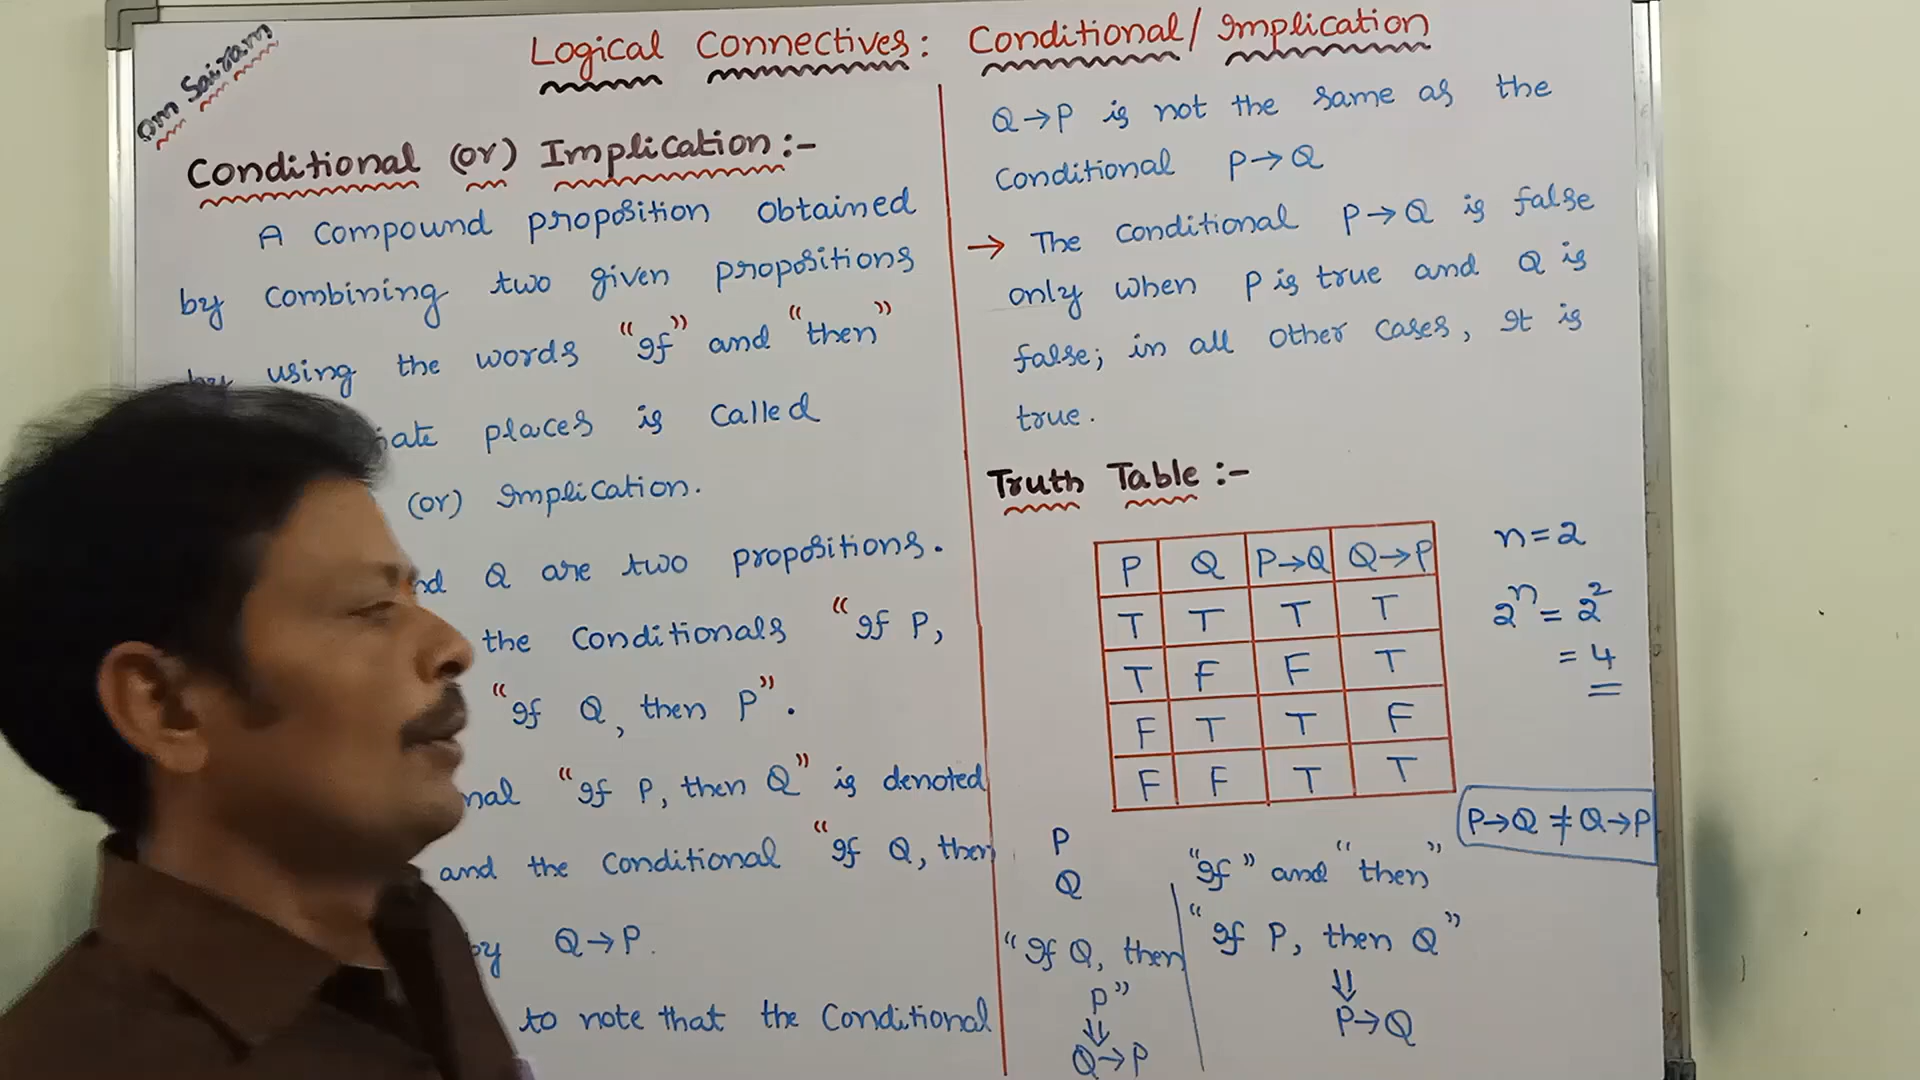 Om Sairam
Logical Connectives: Conditional/Implication
Conditional (or) Implication:-
A Compound proposition obtained
by combining two given propositions
by using the words "If" and "then"
places is called
(or) Implication.
Q are two propositions.
the Conditionals "If P,
"If Q, then P".
"If P, then Q" is denoted
and the Conditional "If Q, then
by Q→P.
to note that the Conditional
Q→P is not the same as the
Conditional P→Q
→ The Conditional P→Q is false
only when P is true and Q is
false; in all other cases, It is
true.
Truth Table:-
P Q P→Q Q→P
T T T T
T F F T
F T T F
F F T T
n=2
2ⁿ = 2²
= 4
P→Q ≠ Q→P
P
Q
"If Q, then
P"
⇓
Q→P
"If" and "then"
"If P, then Q"
⇓
P→Q